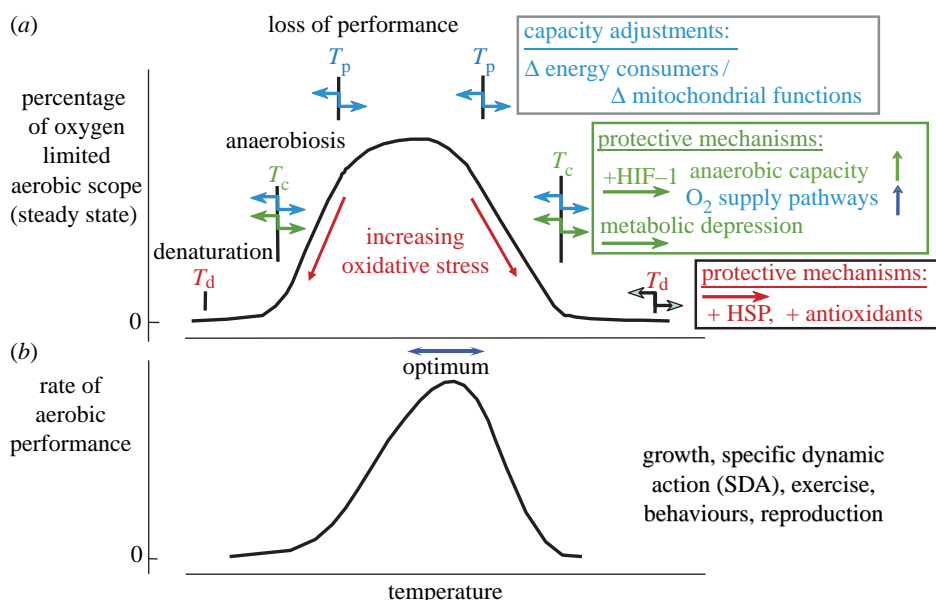 (a)
loss of performance
percentage
of oxygen
limited
aerobic scope
(steady state)
Tp
Tp
capacity adjustments:
Δ energy consumers /
Δ mitochondrial functions
anaerobiosis
Tc
Tc
protective mechanisms:
+HIF–1 anaerobic capacity
O2 supply pathways
metabolic depression
denaturation
Td
increasing
oxidative stress
Td
protective mechanisms:
+ HSP, + antioxidants
0
(b)
rate of
aerobic
performance
optimum
growth, specific dynamic
action (SDA), exercise,
behaviours, reproduction
0
temperature